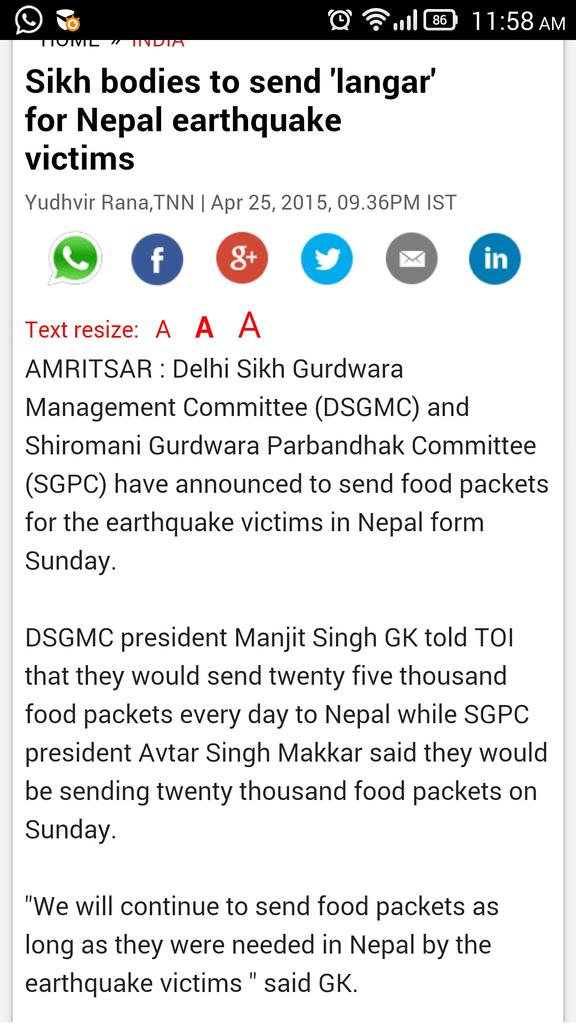 86 11:58 AM
HOME » INDIA
Sikh bodies to send 'langar'
for Nepal earthquake
victims
Yudhvir Rana,TNN | Apr 25, 2015, 09.36PM IST
f g+ in
Text resize: A A A
AMRITSAR : Delhi Sikh Gurdwara
Management Committee (DSGMC) and
Shiromani Gurdwara Parbandhak Committee
(SGPC) have announced to send food packets
for the earthquake victims in Nepal form
Sunday.
DSGMC president Manjit Singh GK told TOI
that they would send twenty five thousand
food packets every day to Nepal while SGPC
president Avtar Singh Makkar said they would
be sending twenty thousand food packets on
Sunday.
"We will continue to send food packets as
long as they were needed in Nepal by the
earthquake victims " said GK.